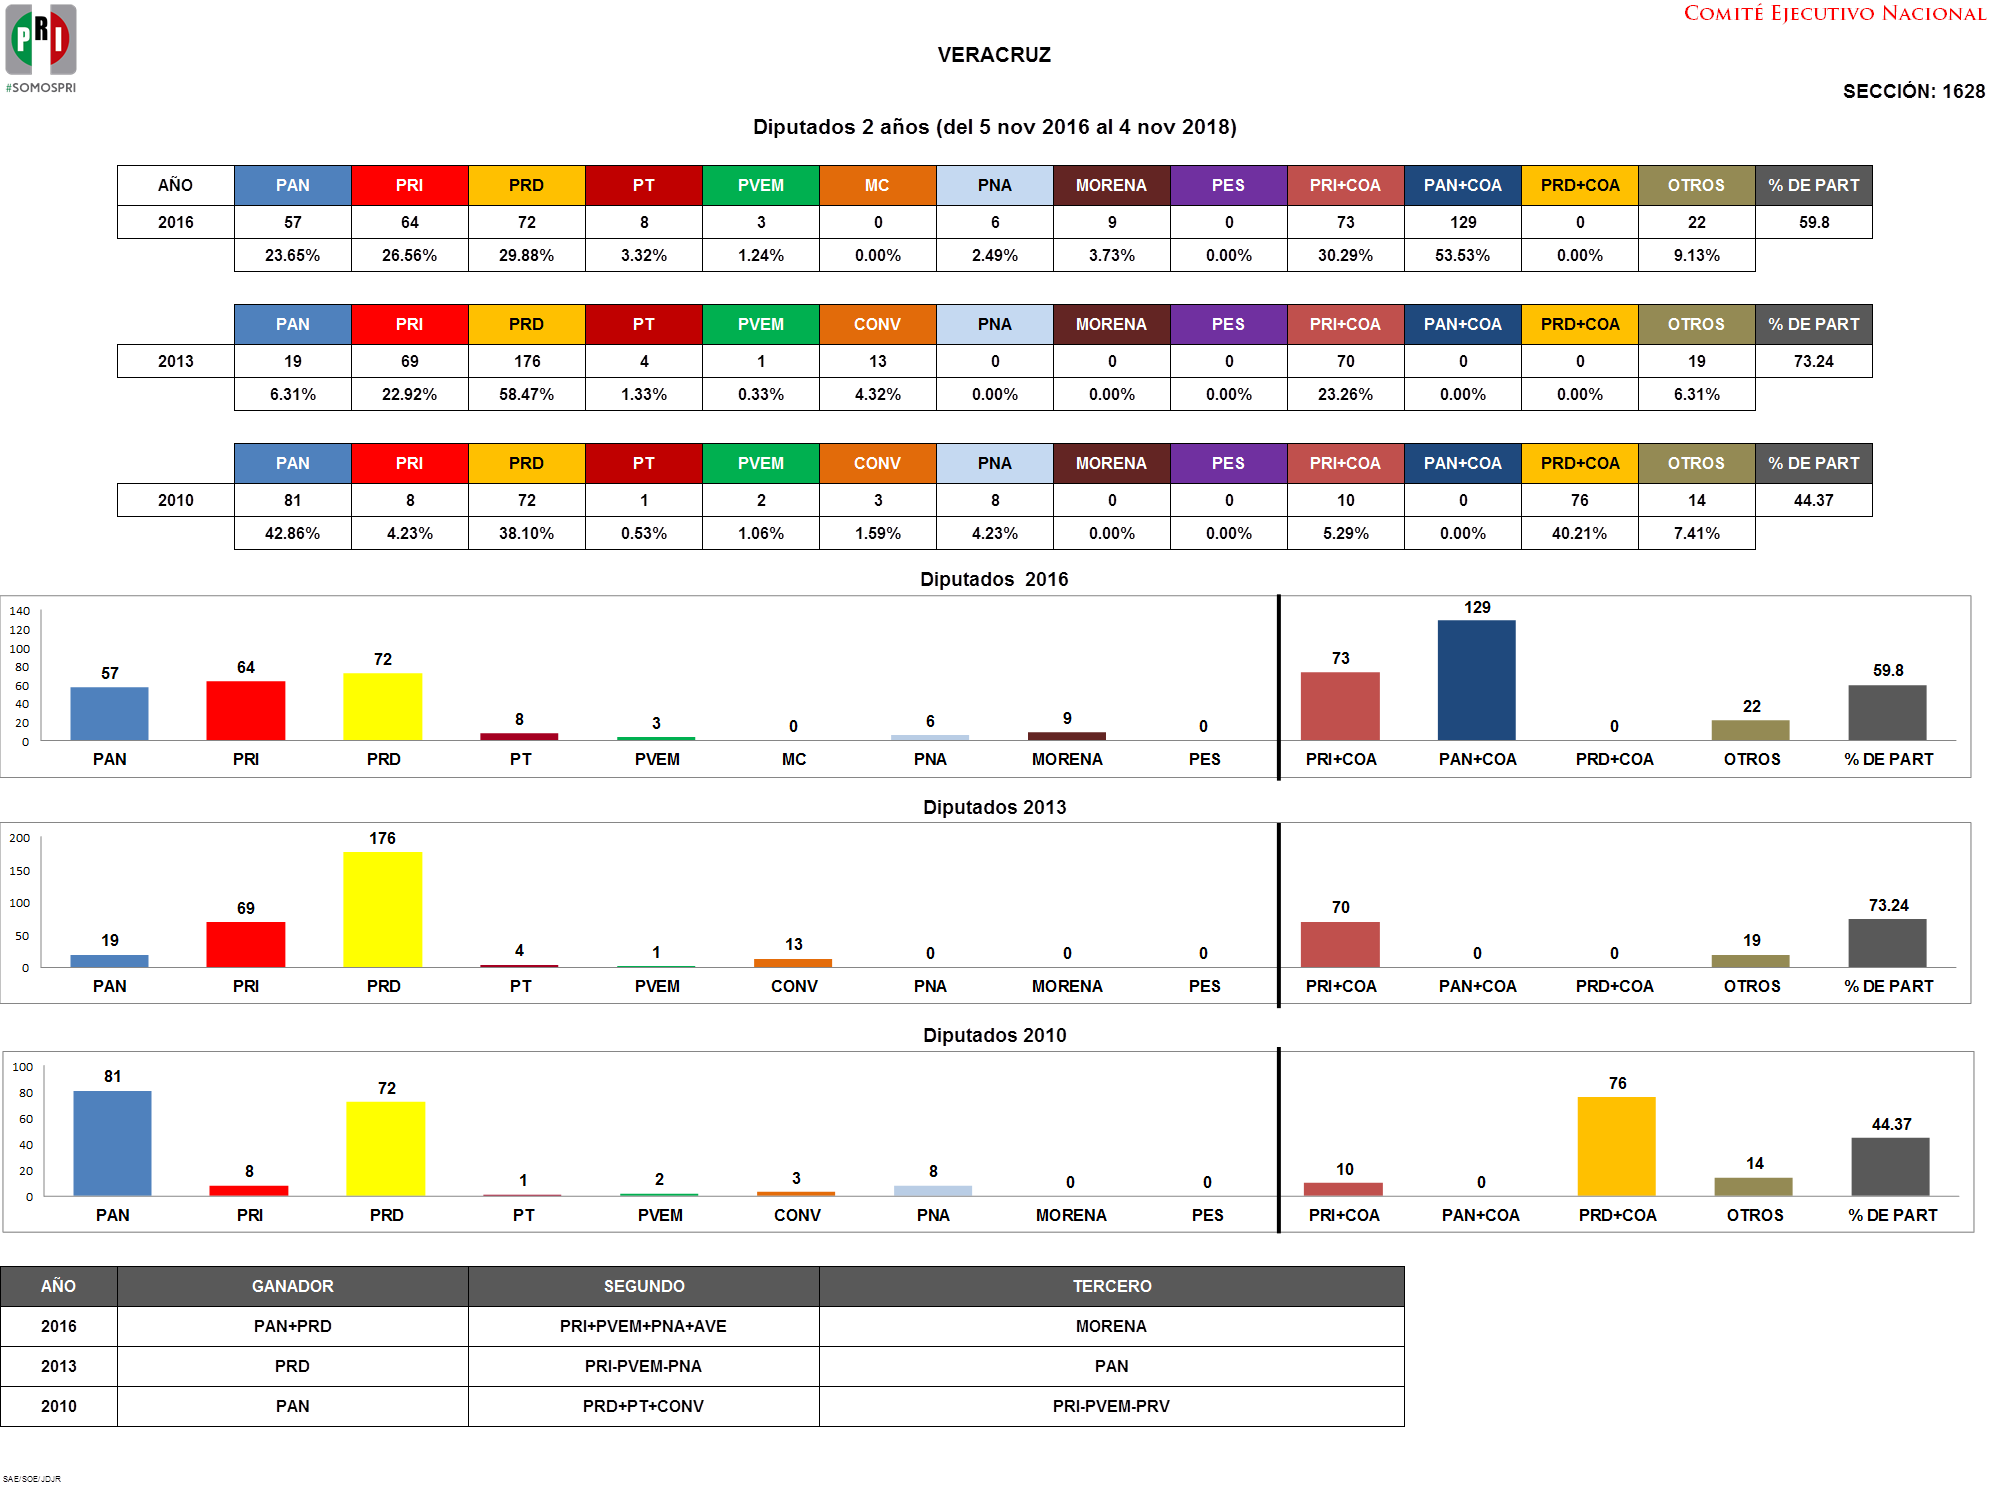 COMITÉ EJECUTIVO NACIONAL
PRI
#SOMOSPRI
VERACRUZ
SECCIÓN: 1628
Diputados 2 años (del 5 nov 2016 al 4 nov 2018)
AÑO PAN PRI PRD PT PVEM MC PNA MORENA PES PRI+COA PAN+COA PRD+COA OTROS % DE PART
2016 57 64 72 8 3 0 6 9 0 73 129 0 22 59.8
23.65% 26.56% 29.88% 3.32% 1.24% 0.00% 2.49% 3.73% 0.00% 30.29% 53.53% 0.00% 9.13%
PAN PRI PRD PT PVEM CONV PNA MORENA PES PRI+COA PAN+COA PRD+COA OTROS % DE PART
2013 19 69 176 4 1 13 0 0 0 70 0 0 19 73.24
6.31% 22.92% 58.47% 1.33% 0.33% 4.32% 0.00% 0.00% 0.00% 23.26% 0.00% 0.00% 6.31%
PAN PRI PRD PT PVEM CONV PNA MORENA PES PRI+COA PAN+COA PRD+COA OTROS % DE PART
2010 81 8 72 1 2 3 8 0 0 10 0 76 14 44.37
42.86% 4.23% 38.10% 0.53% 1.06% 1.59% 4.23% 0.00% 0.00% 5.29% 0.00% 40.21% 7.41%
Diputados 2016
140
120
100
80
60
40
20
0
57 64 72 8 3 0 6 9 0 73 129 0 22 59.8
PAN PRI PRD PT PVEM MC PNA MORENA PES PRI+COA PAN+COA PRD+COA OTROS % DE PART
Diputados 2013
200
150
100
50
0
19 69 176 4 1 13 0 0 0 70 0 0 19 73.24
PAN PRI PRD PT PVEM CONV PNA MORENA PES PRI+COA PAN+COA PRD+COA OTROS % DE PART
Diputados 2010
100
80
60
40
20
0
81 8 72 1 2 3 8 0 0 10 0 76 14 44.37
PAN PRI PRD PT PVEM CONV PNA MORENA PES PRI+COA PAN+COA PRD+COA OTROS % DE PART
AÑO GANADOR SEGUNDO TERCERO
2016 PAN+PRD PRI+PVEM+PNA+AVE MORENA
2013 PRD PRI-PVEM-PNA PAN
2010 PAN PRD+PT+CONV PRI-PVEM-PRV
SAE/SOE/JDJR